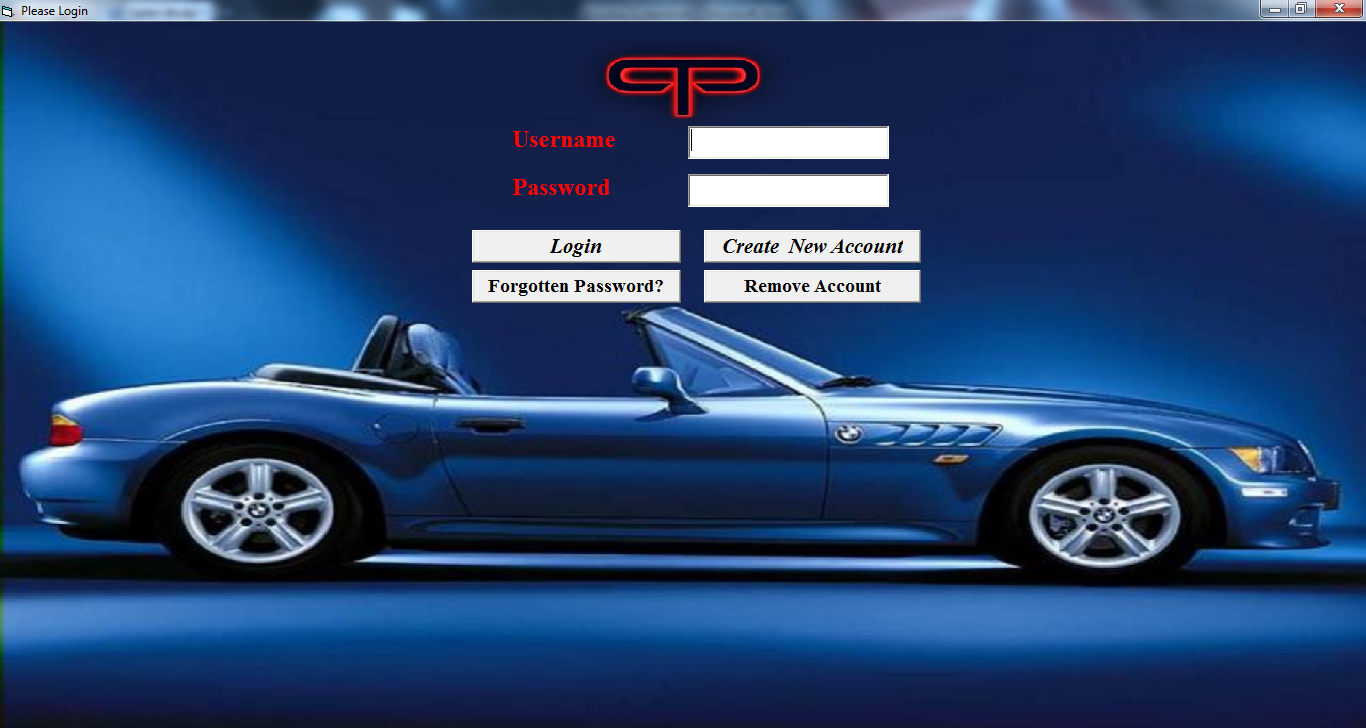 Please Login
Username
Password
Login
Create New Account
Forgotten Password?
Remove Account